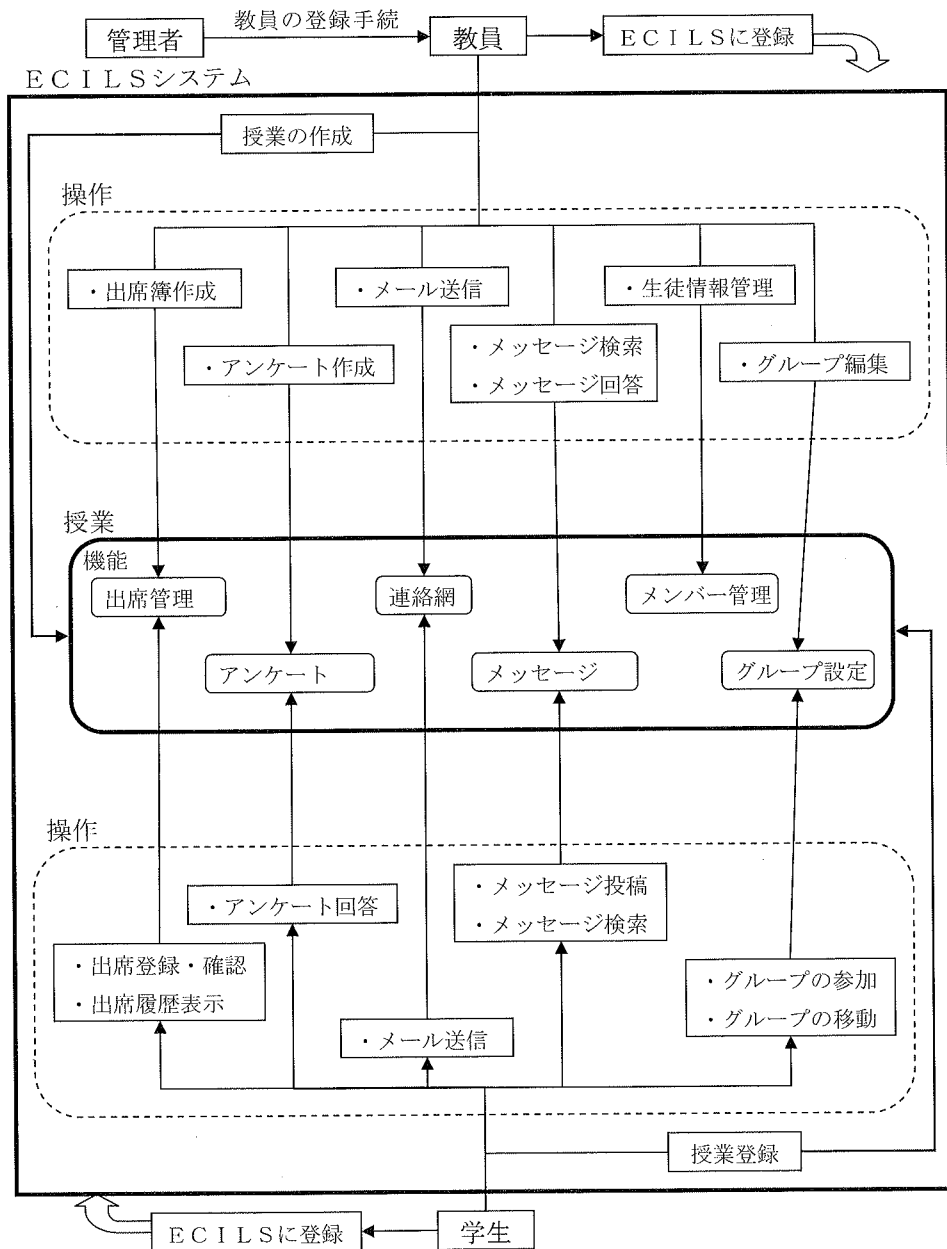 教員の登録手続
管理者
教員
ＥＣＩＬＳに登録
ＥＣＩＬＳシステム
授業の作成
操作
・出席簿作成
・メール送信
・生徒情報管理
・アンケート作成
・メッセージ検索
・メッセージ回答
・グループ編集
授業
機能
出席管理
連絡網
メンバー管理
アンケート
メッセージ
グループ設定
操作
・アンケート回答
・メッセージ投稿
・メッセージ検索
・出席登録・確認
・出席履歴表示
・グループの参加
・グループの移動
・メール送信
授業登録
ＥＣＩＬＳに登録
学生